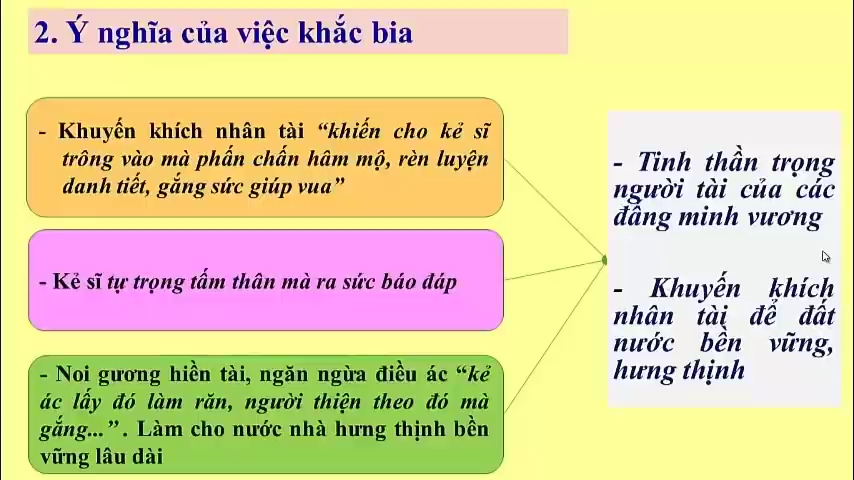 2. Ý nghĩa của việc khắc bia
- Khuyến khích nhân tài “khiến cho kẻ sĩ
trông vào mà phấn chấn hâm mộ, rèn luyện
danh tiết, gắng sức giúp vua”
- Kẻ sĩ tự trọng tấm thân mà ra sức báo đáp
- Noi gương hiền tài, ngăn ngừa điều ác “kẻ
ác lấy đó làm răn, người thiện theo đó mà
gắng...”. Làm cho nước nhà hưng thịnh bền
vững lâu dài
- Tinh thần trọng
người tài của các
đấng minh vương
- Khuyến khích
nhân tài để đất
nước bền vững,
hưng thịnh